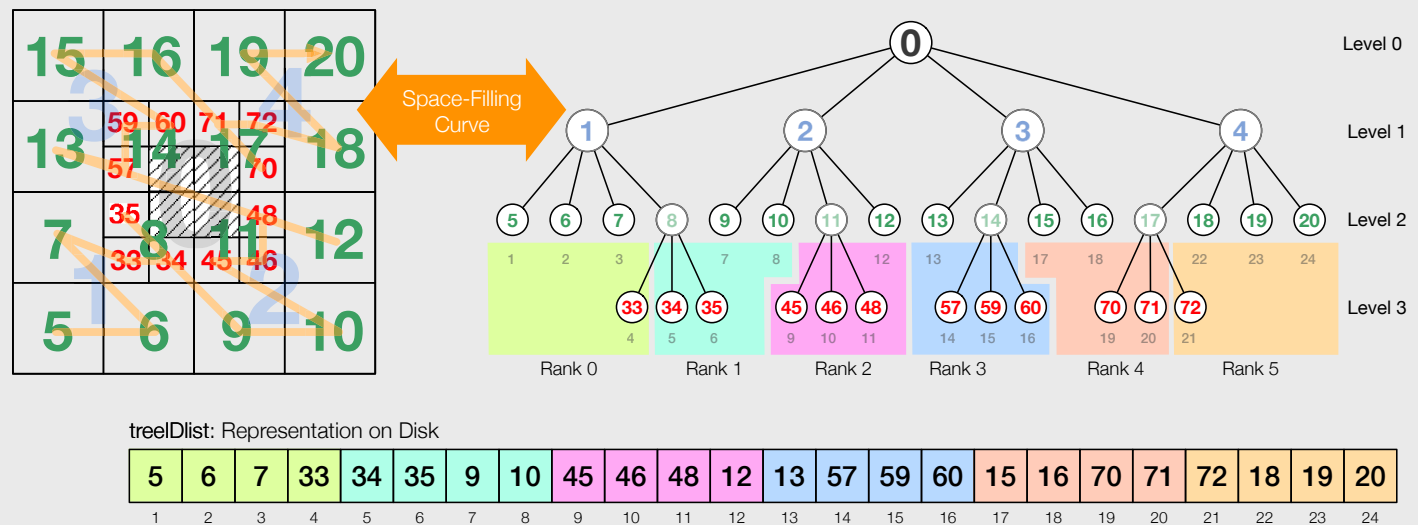 15 16 19 20
3 4
59 60 71 72
13 14 17 18
57 70
35 48
7 8 11 12
33 34 45 46
1 2
5 6 9 10
Space-Filling
Curve
0 Level 0
1 2 3 4 Level 1
5 6 7 8 9 10 11 12 13 14 15 16 17 18 19 20 Level 2
1 2 3 7 8 12 13 17 18 22 23 24
33 34 35 45 46 48 57 59 60 70 71 72 Level 3
4 5 6 9 10 11 14 15 16 19 20 21
Rank 0 Rank 1 Rank 2 Rank 3 Rank 4 Rank 5
treeIDlist: Representation on Disk
5 6 7 33 34 35 9 10 45 46 48 12 13 57 59 60 15 16 70 71 72 18 19 20
1 2 3 4 5 6 7 8 9 10 11 12 13 14 15 16 17 18 19 20 21 22 23 24